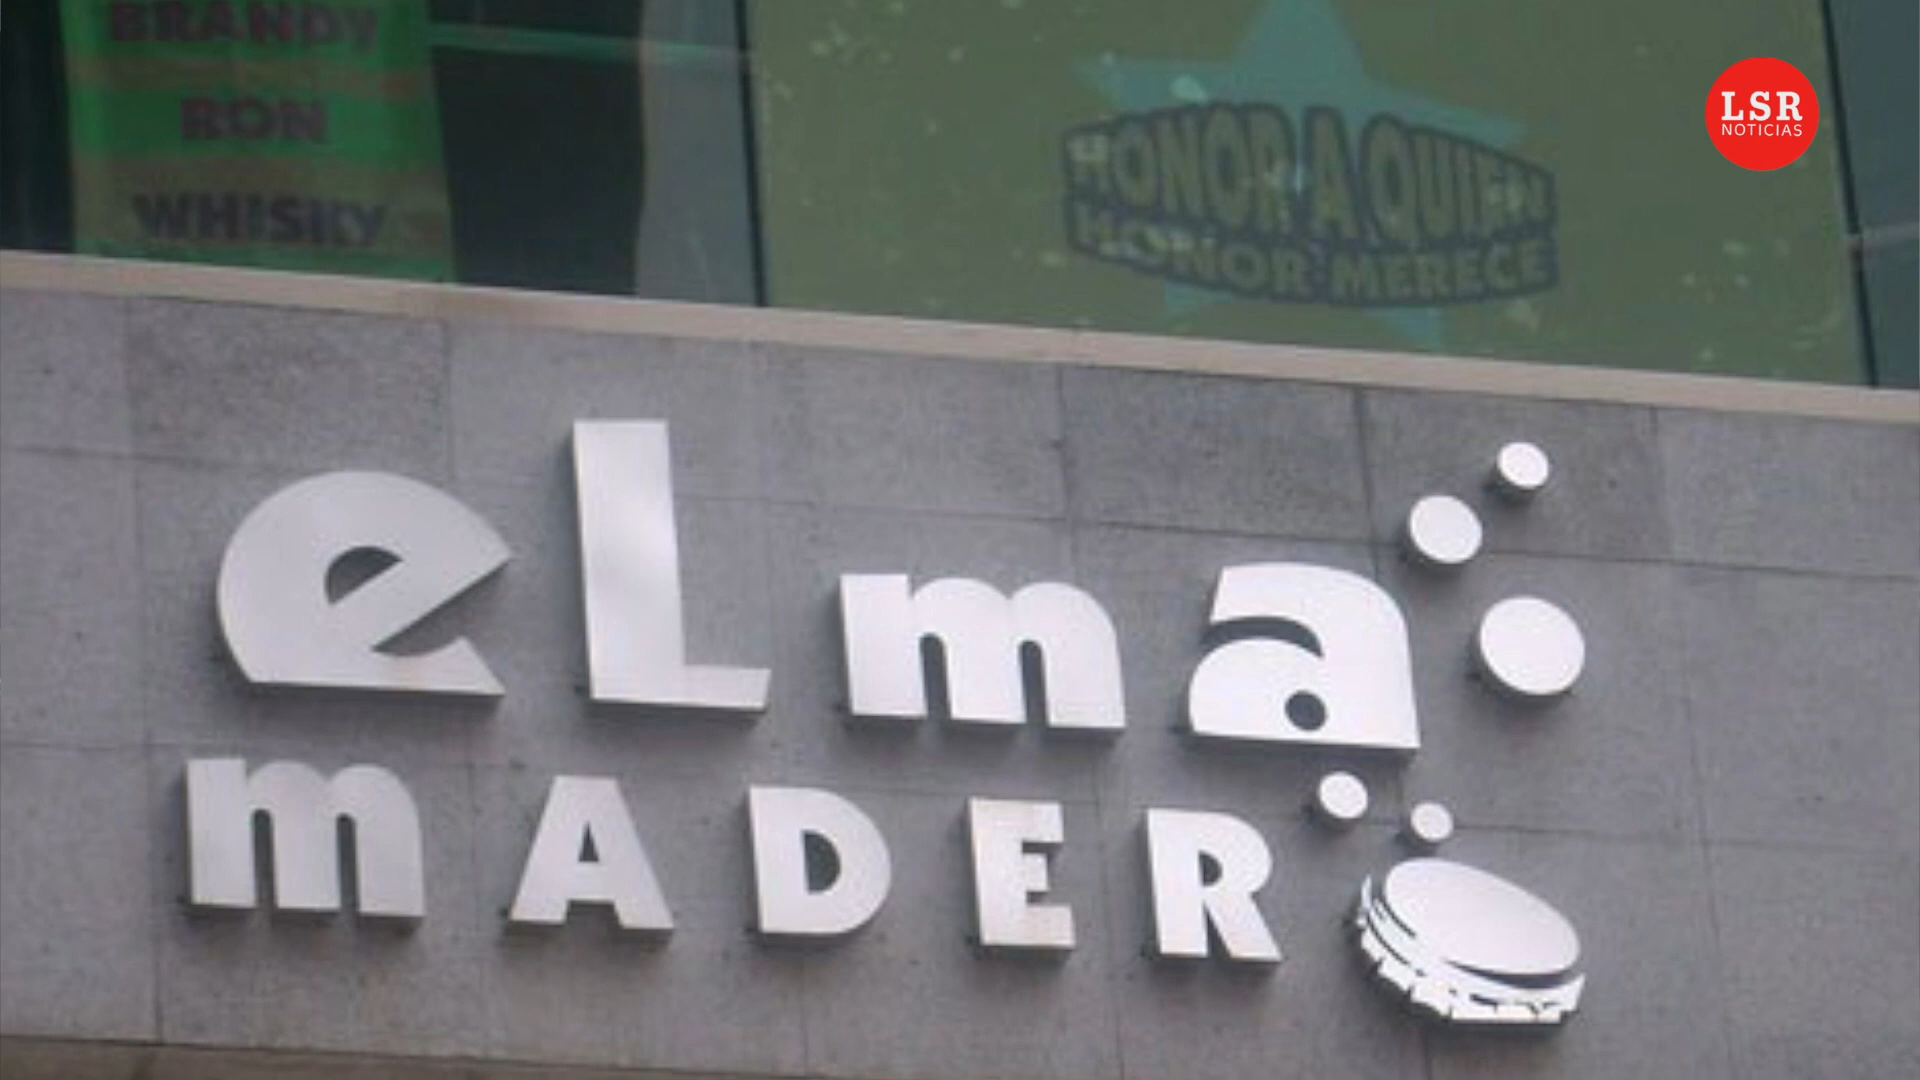 BRANDY
RON
WHISKY
HONOR A QUIEN
HONOR MERECE
LSR
NOTICIAS
eLma
mADER